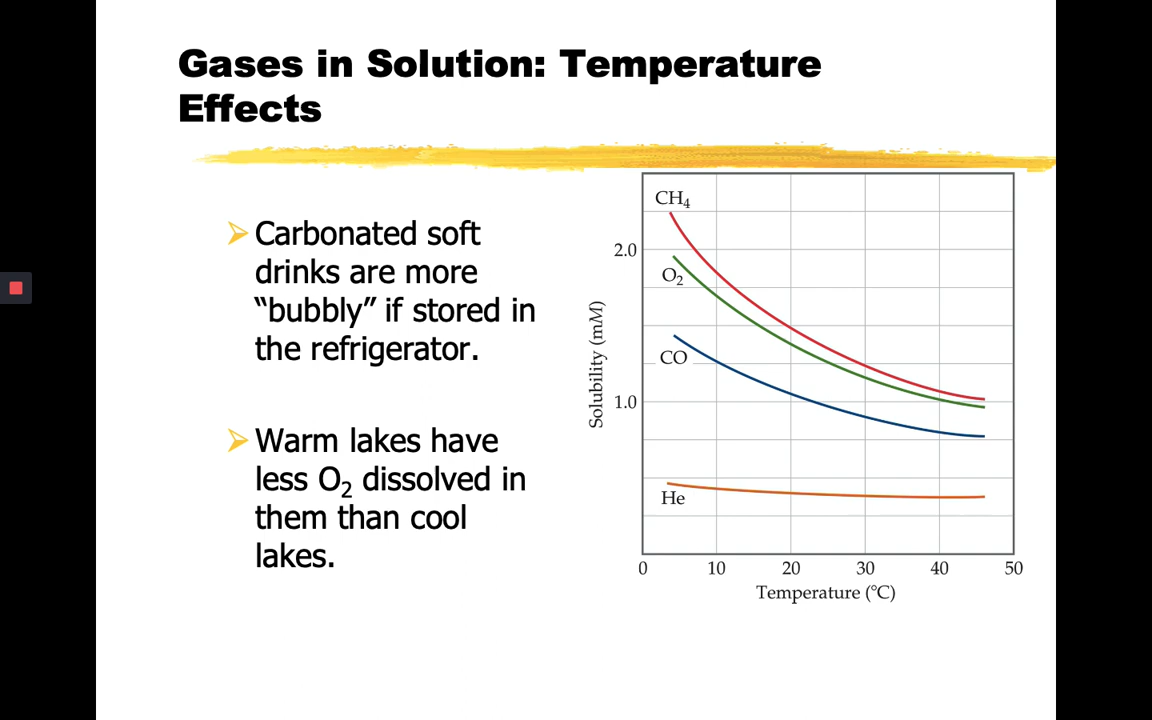 Gases in Solution: Temperature
Effects
Carbonated soft
drinks are more
“bubbly” if stored in
the refrigerator.
Warm lakes have
less O₂ dissolved in
them than cool
lakes.
CH₄
2.0
O₂
CO
1.0
He
Solubility (mM)
0 10 20 30 40 50
Temperature (°C)